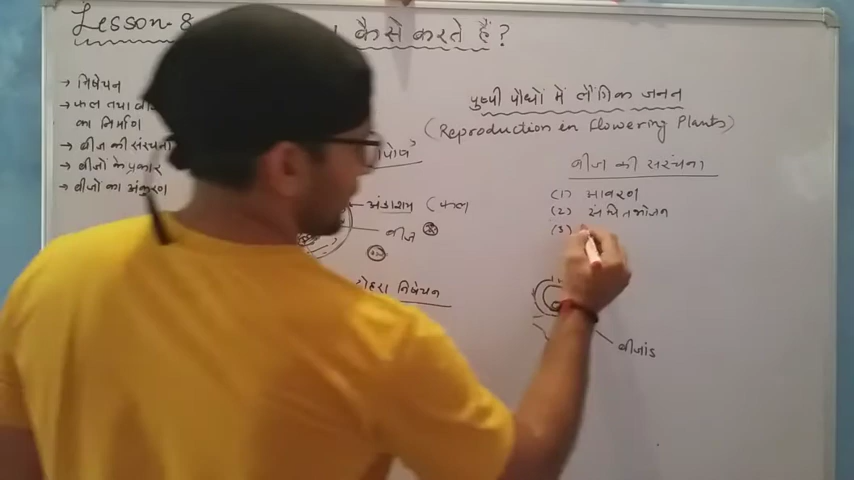 Lesson-8 कैसे करते हैं?
→ निषेचन
→ फल तथा
का निर्माण
→ बीज की संरचना
→ बीजों के प्रकार
→ बीजों का अंकुरण
अंडाशय (फल
बीज
दोहरा निषेचन
पुष्पी पौधों में लैंगिक जनन
(Reproduction in flowering Plants)
बीज की संरचना
(1) आवरण
(2) संचित भोजन
(3)
बीजांड